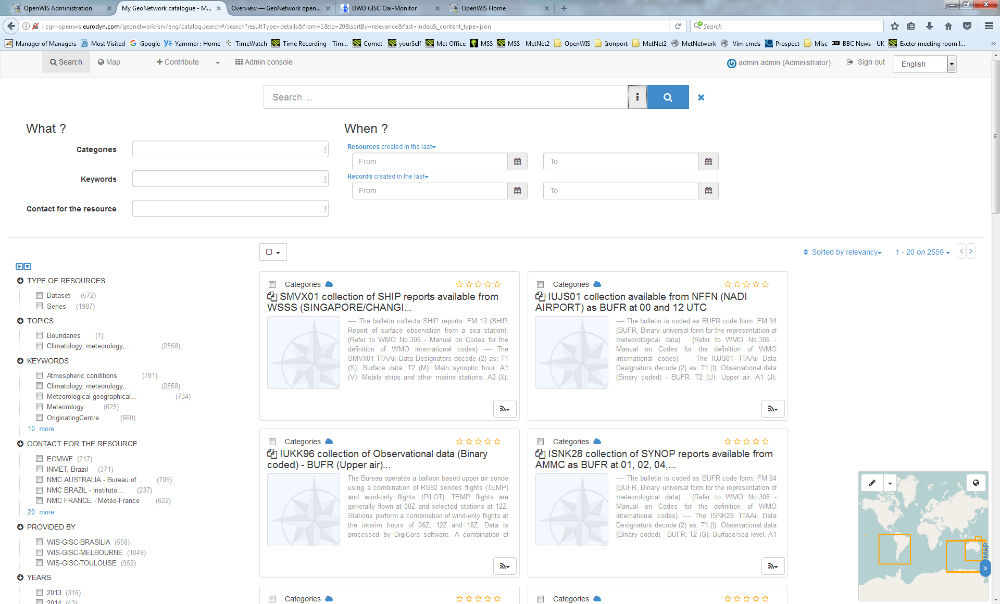 OpenWIS Administration
My GeoNetwork catalogue - M...
Overview — GeoNetwork open...
DWD GISC Oai-Monitor
OpenWIS Home
cgn-openwis.eurodyn.com/geonetwork/srv/eng/catalog.search#/search?resultType=details&from=1&to=20&sortBy=relevance&fast=index&_content_type=json
Search
Manager of Managers
Most Visited
Google
Yammer : Home
TimeWatch
Time Recording - Tim...
Comet
yourSelf
Met Office
MSS
MSS - MetNet2
OpenWIS
Ironport
MetNet2
MetNetwork
Vim cmds
Prospect
Misc
BBC News - UK
Exeter meeting room l...
Search
Map
Contribute
Admin console
admin admin (Administrator)
Sign out
English
Search ...
What ?
Categories
Keywords
Contact for the resource
When ?
Resources created in the last
From
To
Records created in the last
From
To
Sorted by relevancy
1 - 20 on 2559
TYPE OF RESOURCES
Dataset (572)
Series (1987)
TOPICS
Boundaries (1)
Climatology, meteorology,... (2558)
KEYWORDS
Atmospheric conditions (781)
Climatology, meteorology,... (2558)
Meteorological geographical... (734)
Meteorology (625)
OriginatingCentre (660)
10 more
CONTACT FOR THE RESOURCE
ECMWF (217)
INMET, Brazil (371)
NMC AUSTRALIA - Bureau of... (709)
NMC BRAZIL - Instituto... (237)
NMC FRANCE - Météo-France (622)
20 more
PROVIDED BY
WIS-GISC-BRASILIA (558)
WIS-GISC-MELBOURNE (1049)
WIS-GISC-TOULOUSE (952)
YEARS
2013 (316)
2014 (43)
Categories
SMVX01 collection of SHIP reports available from
WSSS (SINGAPORE/CHANGI...
---- The bulletin collects SHIP reports: FM 13 (SHIP,
Report of surface observation from a sea station).
(Refer to WMO No.306 - Manual on Codes for the
definition of WMO international codes) ---- The
SMVX01 TTAAii Data Designators decode (2) as: T1
(S): Surface data. T2 (M): Main synoptic hour. A1
(V): Mobile ships and other marine stations. A2 (X):
Categories
IUJS01 collection available from NFFN (NADI
AIRPORT) as BUFR at 00 and 12 UTC
---- The bulletin is coded as BUFR code form: FM 94
(BUFR, Binary universal form for the representation of
meteorological data) . (Refer to WMO No.306 -
Manual on Codes for the definition of WMO
international codes) ---- The IUJS01 TTAAii Data
Designators decode (2) as: T1 (I): Observational data
(Binary coded) - BUFR. T2 (U): Upper air. A1 (J):
Categories
IUKK96 collection of Observational data (Binary
coded) - BUFR (Upper air)...
The Bureau operates a balloon based upper air sonde
using a combination of RS92 sondes flights (TEMP)
and wind-only flights (PILOT). TEMP flights are
generally flown at 00Z and selected stations at 12Z.
Stations perform a combination of wind-only flights at
the interim hours of 06Z, 12Z and 18Z. Data is
processed by DigiCora software. A combination of
Categories
ISNK28 collection of SYNOP reports available from
AMMC as BUFR at 01, 02, 04,...
---- The bulletin is coded as BUFR code form: FM 94
(BUFR, Binary universal form for the representation of
meteorological data) . (Refer to WMO No.306 -
Manual on Codes for the definition of WMO
international codes) ---- The ISNK28 TTAAii Data
Designators decode (2) as: T1 (I): Observational data
(Binary coded) - BUFR. T2 (S): Surface/sea level. A1
Categories
Categories
MAP